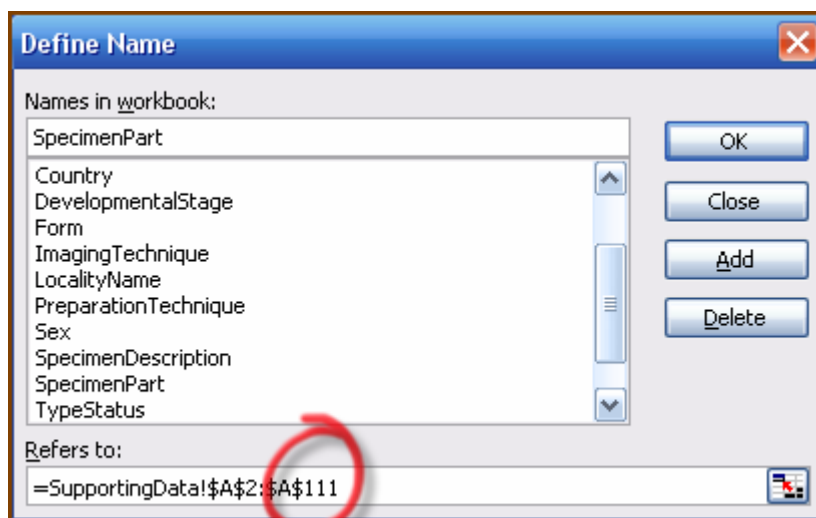 Define Name
Names in workbook:
SpecimenPart
OK
Country
DevelopmentalStage
Close
Form
ImagingTechnique
Add
LocalityName
PreparationTechnique
Delete
Sex
SpecimenDescription
SpecimenPart
TypeStatus
Refers to:
=SupportingData!$A$2:$A$111